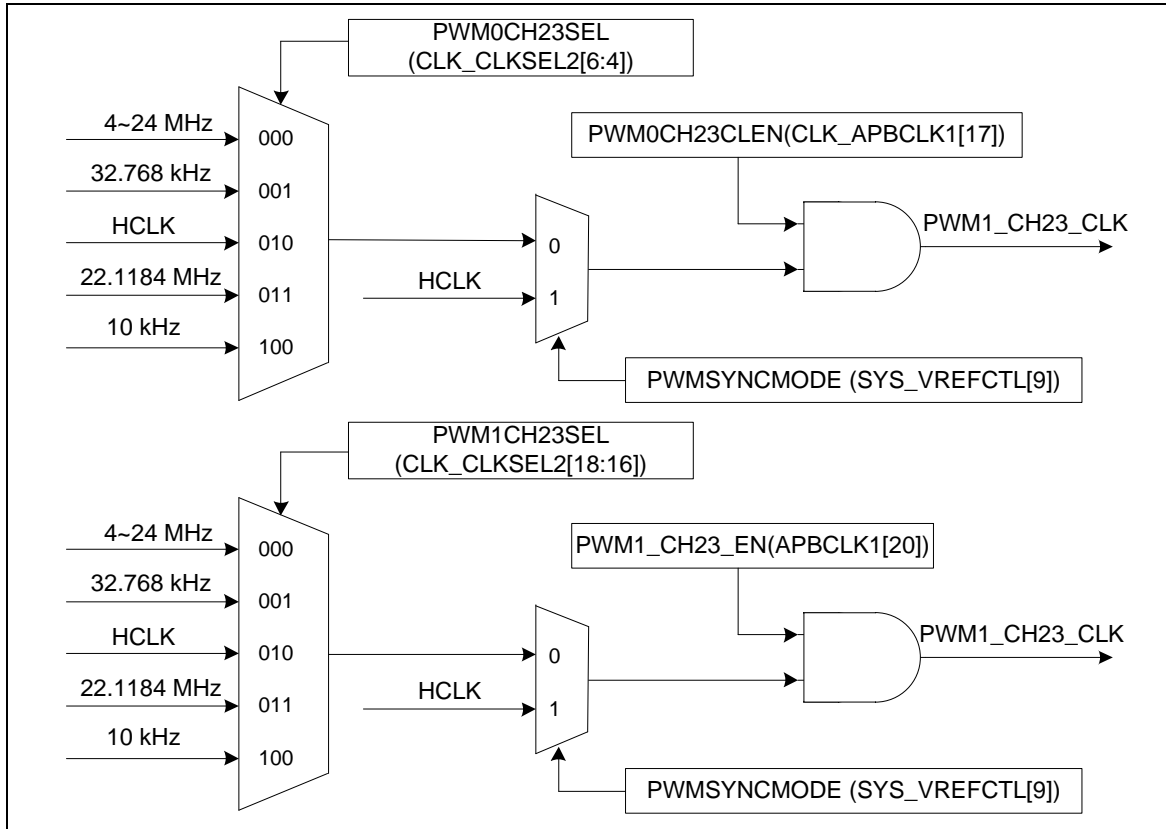 PWM0CH23SEL
(CLK_CLKSEL2[6:4])
4~24 MHz
000
PWM0CH23CLEN(CLK_APBCLK1[17])
32.768 kHz
001
HCLK
010
0
PWM1_CH23_CLK
22.1184 MHz
011
HCLK
1
10 kHz
100
PWMSYNCMODE (SYS_VREFCTL[9])
PWM1CH23SEL
(CLK_CLKSEL2[18:16])
4~24 MHz
000
PWM1_CH23_EN(APBCLK1[20])
32.768 kHz
001
HCLK
010
0
PWM1_CH23_CLK
22.1184 MHz
011
HCLK
1
10 kHz
100
PWMSYNCMODE (SYS_VREFCTL[9])